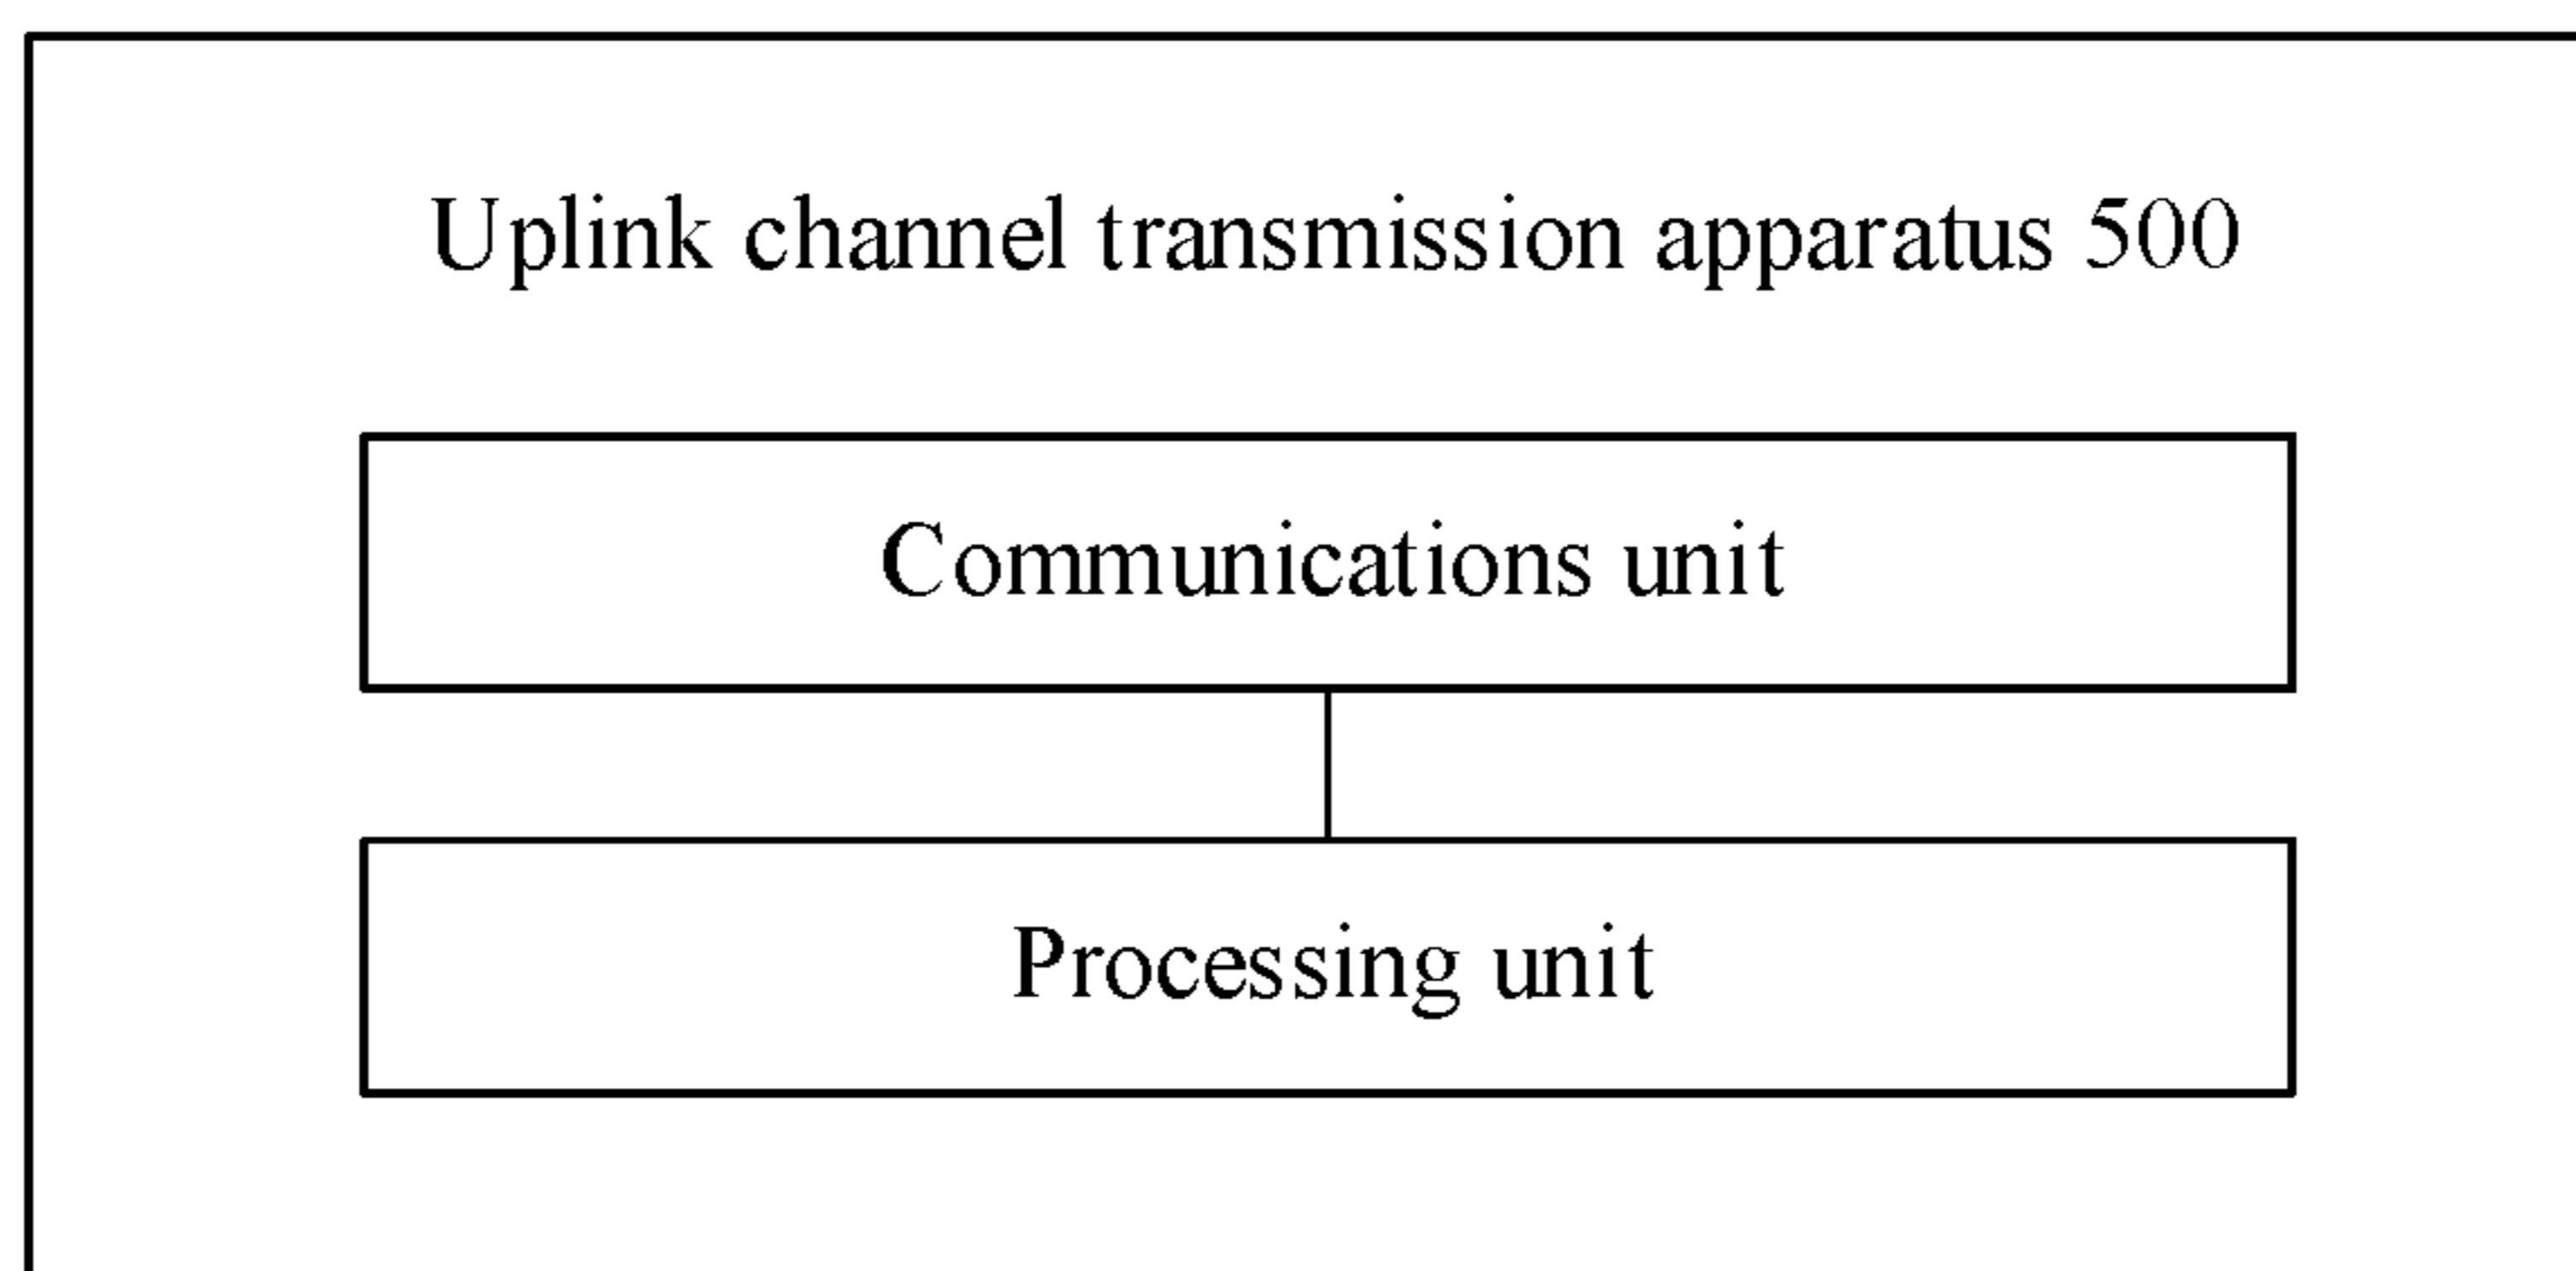 Uplink channel transmission apparatus 500
Communications unit
Processing unit